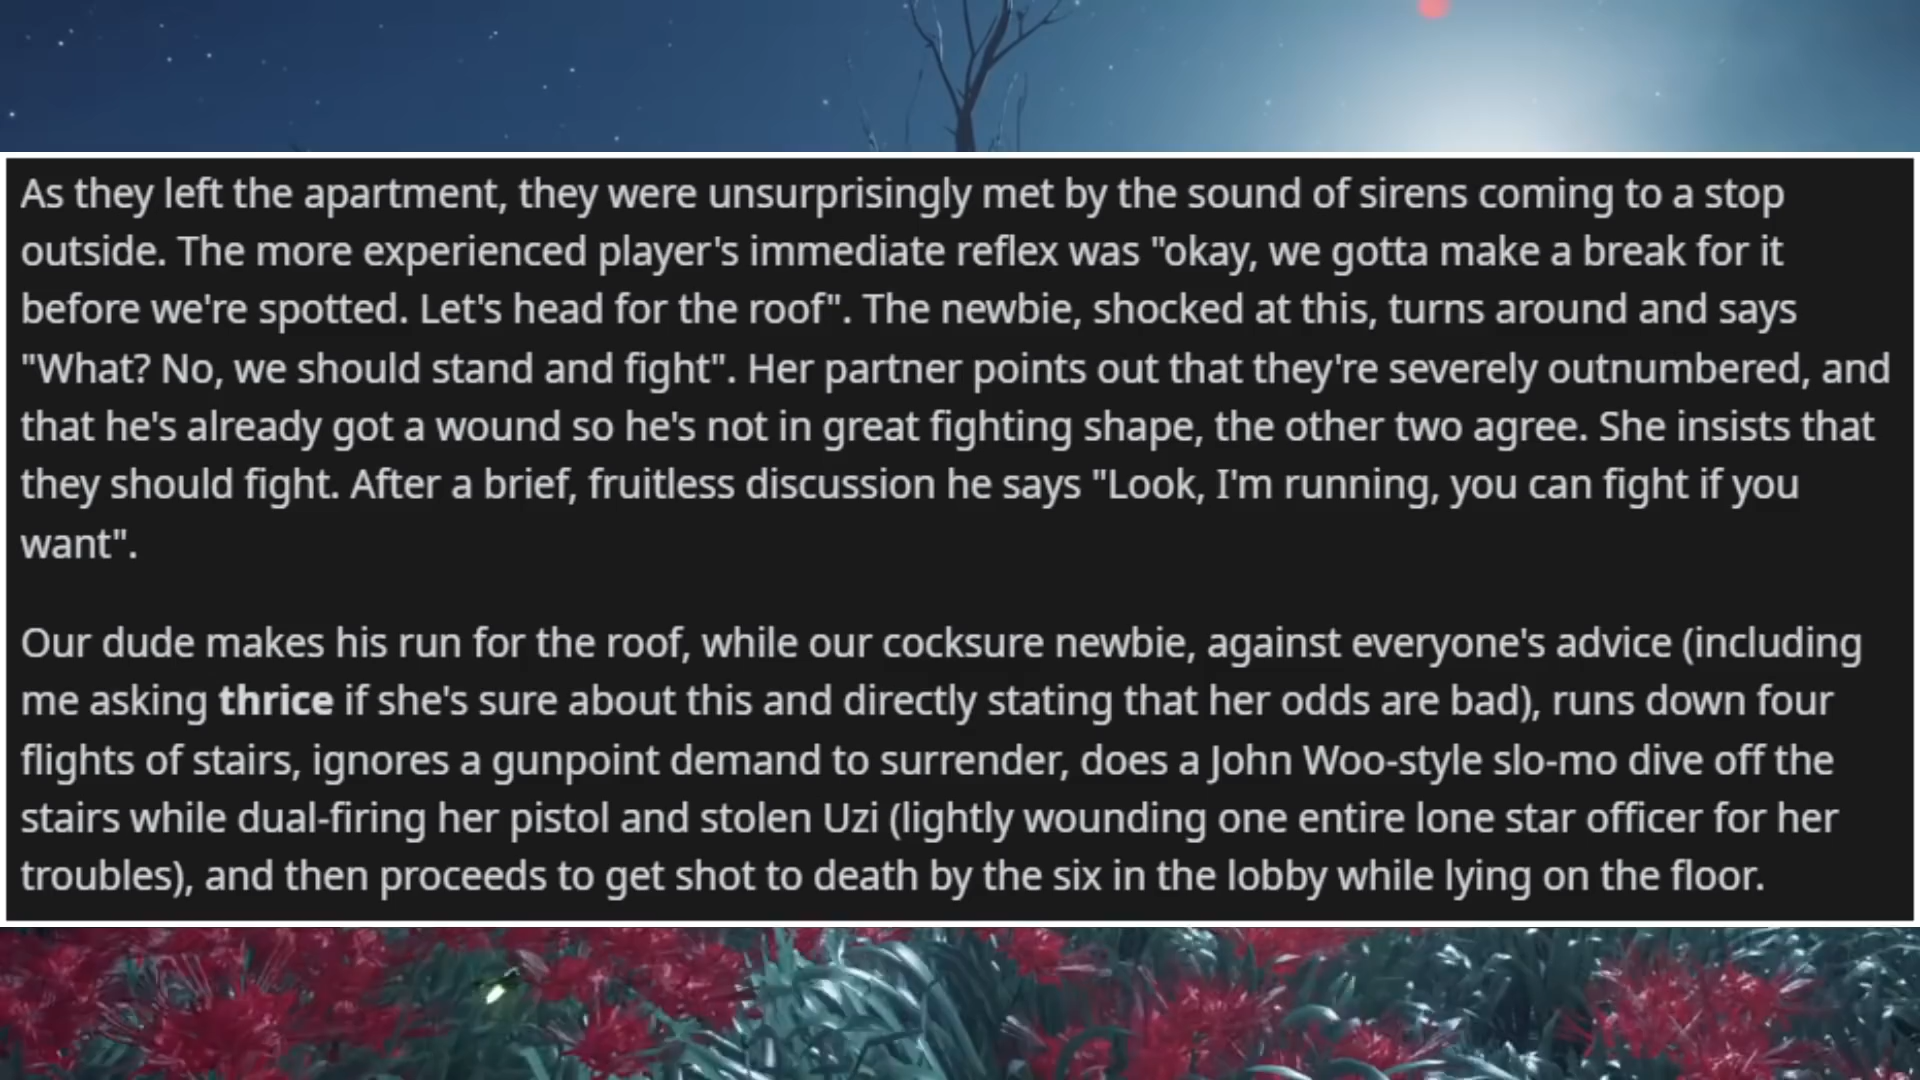 As they left the apartment, they were unsurprisingly met by the sound of sirens coming to a stop
outside. The more experienced player's immediate reflex was "okay, we gotta make a break for it
before we're spotted. Let's head for the roof". The newbie, shocked at this, turns around and says
"What? No, we should stand and fight". Her partner points out that they're severely outnumbered, and
that he's already got a wound so he's not in great fighting shape, the other two agree. She insists that
they should fight. After a brief, fruitless discussion he says "Look, I'm running, you can fight if you
want".
Our dude makes his run for the roof, while our cocksure newbie, against everyone's advice (including
me asking thrice if she's sure about this and directly stating that her odds are bad), runs down four
flights of stairs, ignores a gunpoint demand to surrender, does a John Woo-style slo-mo dive off the
stairs while dual-firing her pistol and stolen Uzi (lightly wounding one entire lone star officer for her
troubles), and then proceeds to get shot to death by the six in the lobby while lying on the floor.